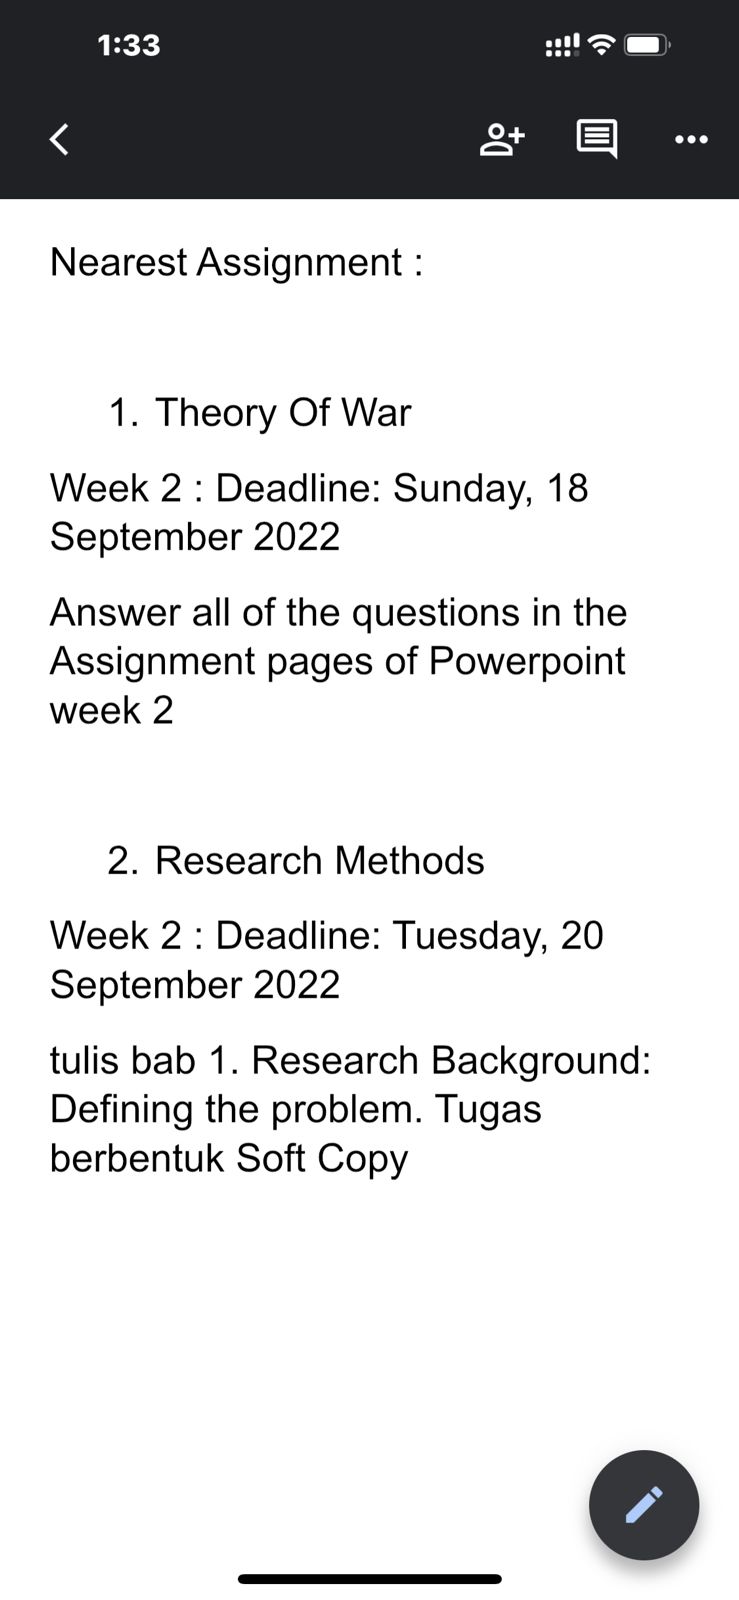 1:33
Nearest Assignment :
1. Theory Of War
Week 2 : Deadline: Sunday, 18
September 2022
Answer all of the questions in the
Assignment pages of Powerpoint
week 2
2. Research Methods
Week 2 : Deadline: Tuesday, 20
September 2022
tulis bab 1. Research Background:
Defining the problem. Tugas
berbentuk Soft Copy